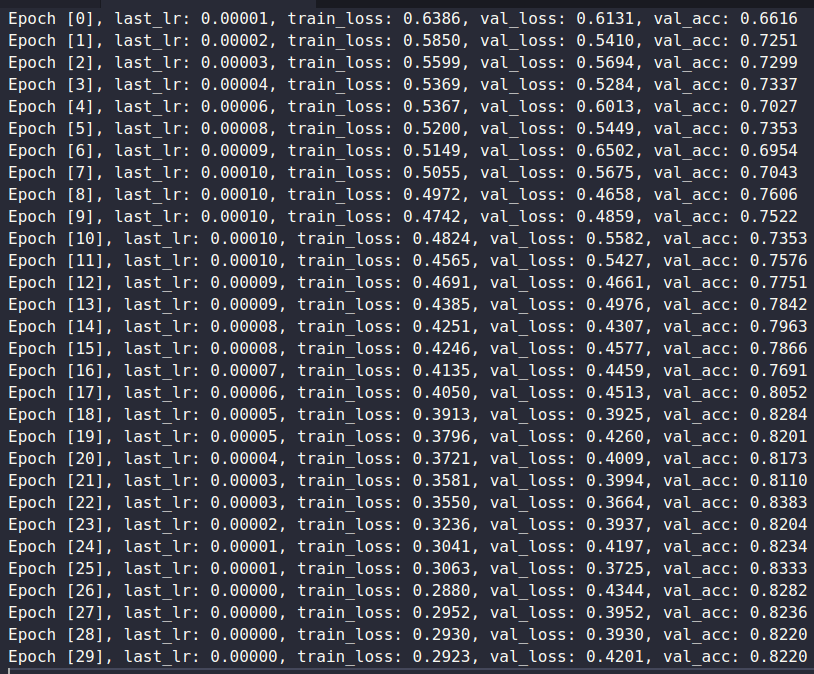 Epoch [0], last_lr: 0.00001, train_loss: 0.6386, val_loss: 0.6131, val_acc: 0.6616
Epoch [1], last_lr: 0.00002, train_loss: 0.5850, val_loss: 0.5410, val_acc: 0.7251
Epoch [2], last_lr: 0.00003, train_loss: 0.5599, val_loss: 0.5694, val_acc: 0.7299
Epoch [3], last_lr: 0.00004, train_loss: 0.5369, val_loss: 0.5284, val_acc: 0.7337
Epoch [4], last_lr: 0.00006, train_loss: 0.5367, val_loss: 0.6013, val_acc: 0.7027
Epoch [5], last_lr: 0.00008, train_loss: 0.5200, val_loss: 0.5449, val_acc: 0.7353
Epoch [6], last_lr: 0.00009, train_loss: 0.5149, val_loss: 0.6502, val_acc: 0.6954
Epoch [7], last_lr: 0.00010, train_loss: 0.5055, val_loss: 0.5675, val_acc: 0.7043
Epoch [8], last_lr: 0.00010, train_loss: 0.4972, val_loss: 0.4658, val_acc: 0.7606
Epoch [9], last_lr: 0.00010, train_loss: 0.4742, val_loss: 0.4859, val_acc: 0.7522
Epoch [10], last_lr: 0.00010, train_loss: 0.4824, val_loss: 0.5582, val_acc: 0.7353
Epoch [11], last_lr: 0.00010, train_loss: 0.4565, val_loss: 0.5427, val_acc: 0.7576
Epoch [12], last_lr: 0.00009, train_loss: 0.4691, val_loss: 0.4661, val_acc: 0.7751
Epoch [13], last_lr: 0.00009, train_loss: 0.4385, val_loss: 0.4976, val_acc: 0.7842
Epoch [14], last_lr: 0.00008, train_loss: 0.4251, val_loss: 0.4307, val_acc: 0.7963
Epoch [15], last_lr: 0.00008, train_loss: 0.4246, val_loss: 0.4577, val_acc: 0.7866
Epoch [16], last_lr: 0.00007, train_loss: 0.4135, val_loss: 0.4459, val_acc: 0.7691
Epoch [17], last_lr: 0.00006, train_loss: 0.4050, val_loss: 0.4513, val_acc: 0.8052
Epoch [18], last_lr: 0.00005, train_loss: 0.3913, val_loss: 0.3925, val_acc: 0.8284
Epoch [19], last_lr: 0.00005, train_loss: 0.3796, val_loss: 0.4260, val_acc: 0.8201
Epoch [20], last_lr: 0.00004, train_loss: 0.3721, val_loss: 0.4009, val_acc: 0.8173
Epoch [21], last_lr: 0.00003, train_loss: 0.3581, val_loss: 0.3994, val_acc: 0.8110
Epoch [22], last_lr: 0.00003, train_loss: 0.3550, val_loss: 0.3664, val_acc: 0.8383
Epoch [23], last_lr: 0.00002, train_loss: 0.3236, val_loss: 0.3937, val_acc: 0.8204
Epoch [24], last_lr: 0.00001, train_loss: 0.3041, val_loss: 0.4197, val_acc: 0.8234
Epoch [25], last_lr: 0.00001, train_loss: 0.3063, val_loss: 0.3725, val_acc: 0.8333
Epoch [26], last_lr: 0.00000, train_loss: 0.2880, val_loss: 0.4344, val_acc: 0.8282
Epoch [27], last_lr: 0.00000, train_loss: 0.2952, val_loss: 0.3952, val_acc: 0.8236
Epoch [28], last_lr: 0.00000, train_loss: 0.2930, val_loss: 0.3930, val_acc: 0.8220
Epoch [29], last_lr: 0.00000, train_loss: 0.2923, val_loss: 0.4201, val_acc: 0.8220